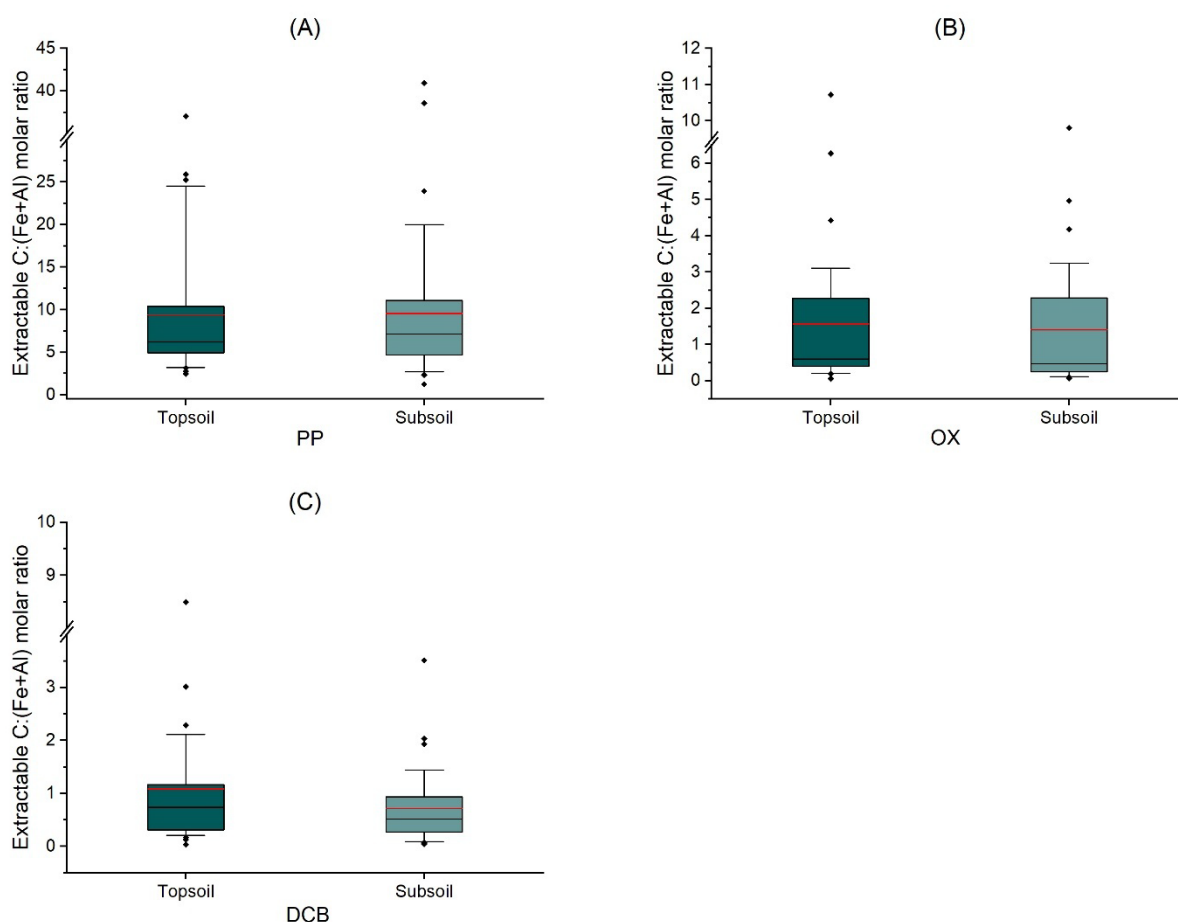 (A)
Extractable C:(Fe+Al) molar ratio
45
40
25
20
15
10
5
0
Topsoil
Subsoil
PP
(B)
Extractable C:(Fe+Al) molar ratio
12
11
10
6
5
4
3
2
1
0
Topsoil
Subsoil
OX
(C)
Extractable C:(Fe+Al) molar ratio
10
9
3
2
1
0
Topsoil
Subsoil
DCB